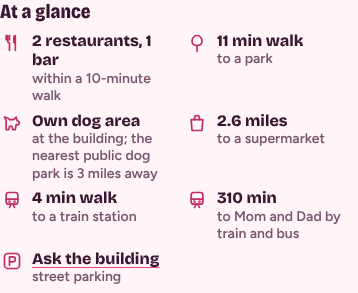 At a glance
2 restaurants, 1
bar
within a 10-minute
walk
11 min walk
to a park
Own dog area
at the building; the
nearest public dog
park is 3 miles away
2.6 miles
to a supermarket
4 min walk
to a train station
310 min
to Mom and Dad by
train and bus
P
Ask the building
street parking